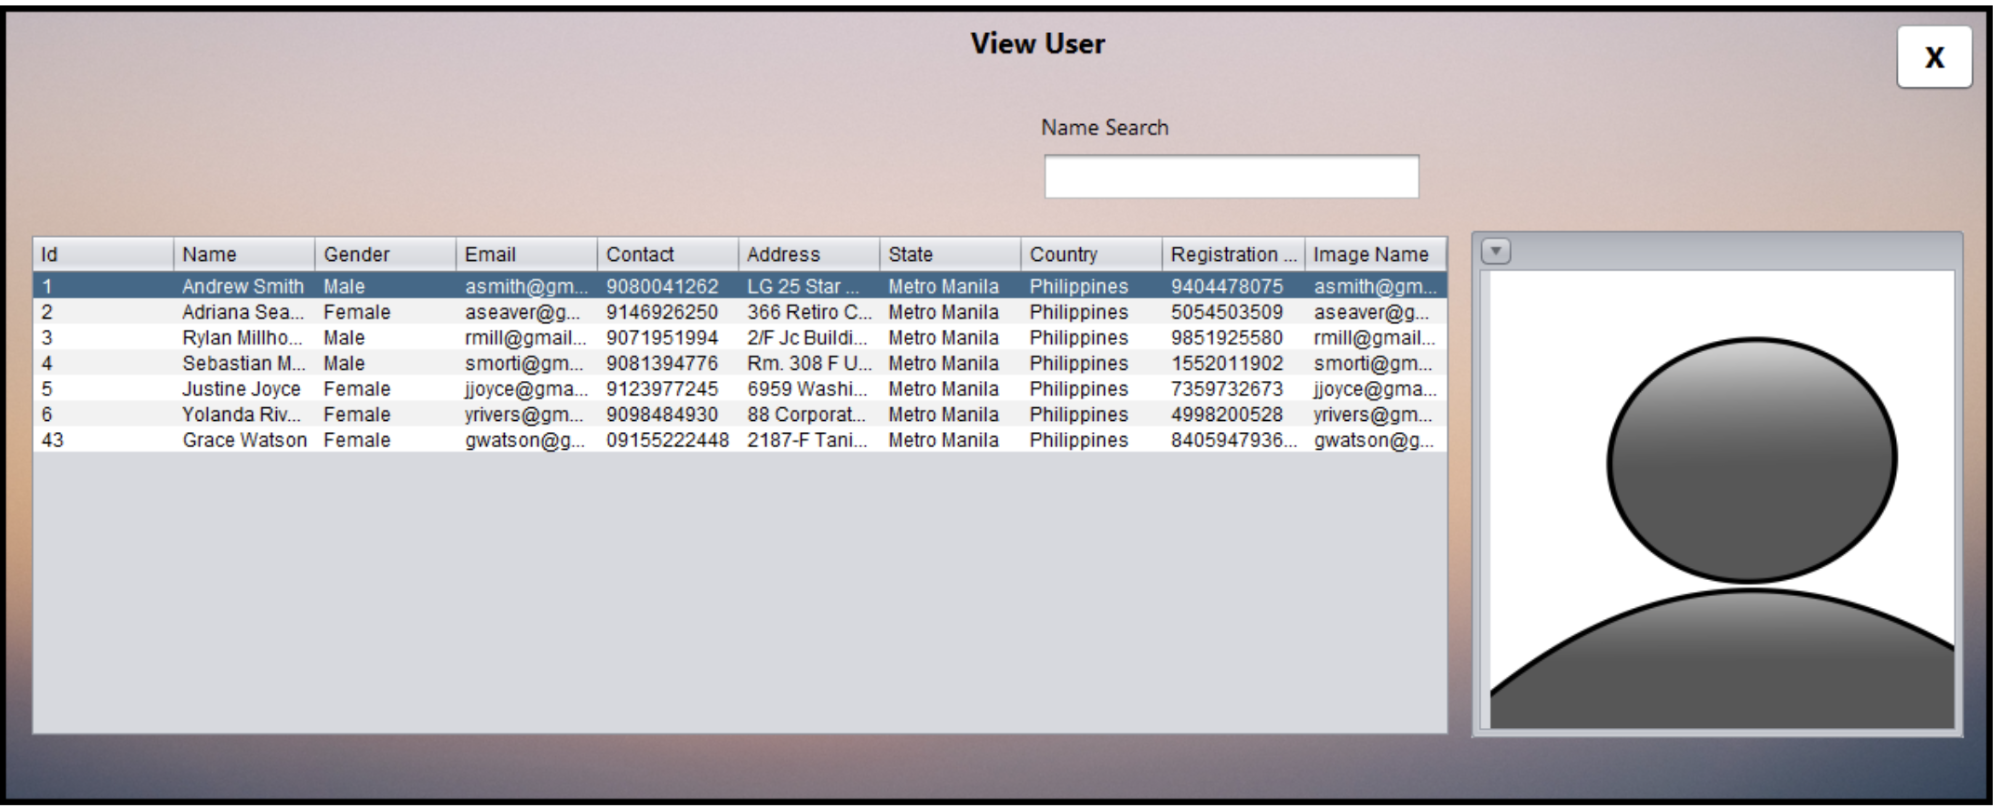 View User
X
Name Search
Id Name Gender Email Contact Address State Country Registration ... Image Name
1 Andrew Smith Male asmith@gm... 9080041262 LG 25 Star ... Metro Manila Philippines 9404478075 asmith@gm...
2 Adriana Sea... Female aseaver@g... 9146926250 366 Retiro C... Metro Manila Philippines 5054503509 aseaver@g...
3 Rylan Millho... Male rmill@gmail... 9071951994 2/F Jc Buildi... Metro Manila Philippines 9851925580 rmill@gmail...
4 Sebastian M... Male smorti@gm... 9081394776 Rm. 308 F U... Metro Manila Philippines 1552011902 smorti@gm...
5 Justine Joyce Female jjoyce@gma... 9123977245 6959 Washi... Metro Manila Philippines 7359732673 jjoyce@gma...
6 Yolanda Riv... Female yrivers@gm... 9098484930 88 Corporat... Metro Manila Philippines 4998200528 yrivers@gm...
43 Grace Watson Female gwatson@g... 09155222448 2187-F Tani... Metro Manila Philippines 8405947936... gwatson@g...